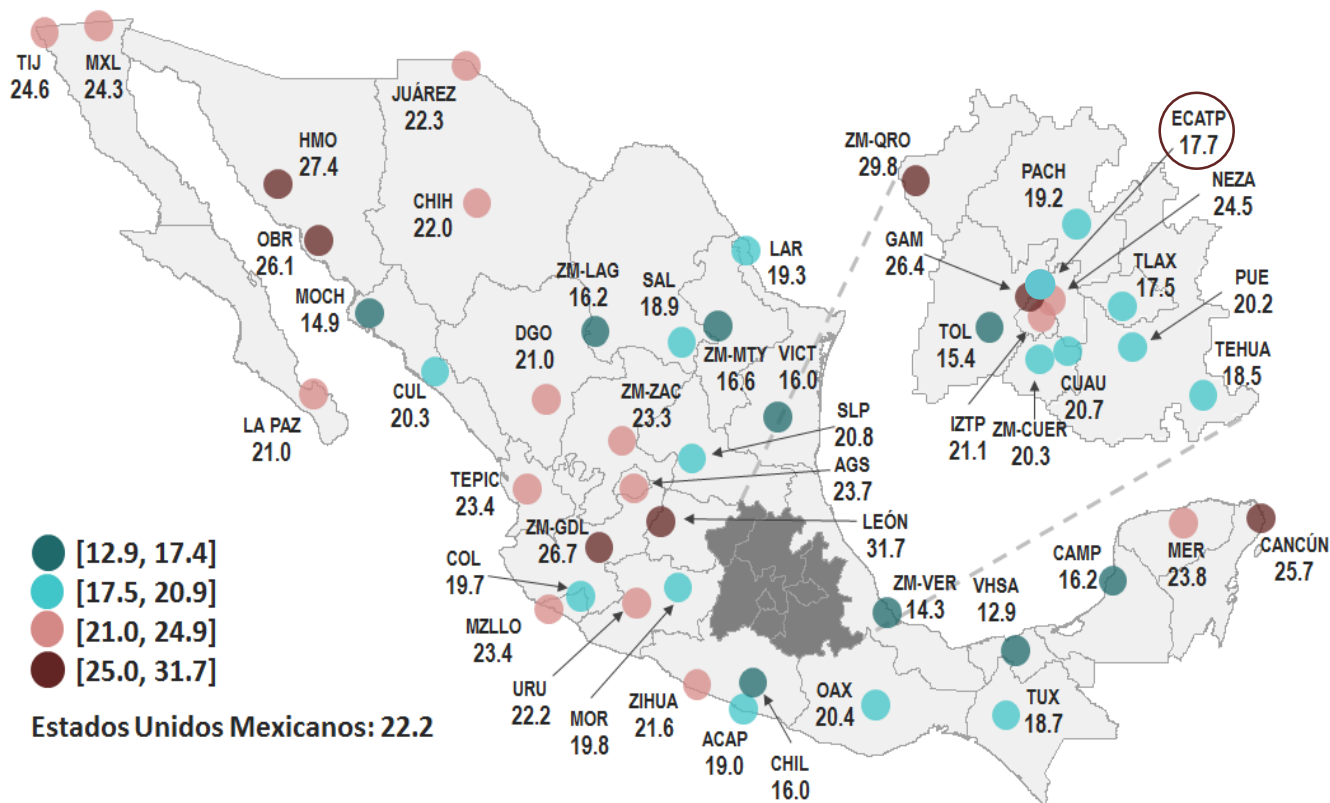 TIJ
24.6
MXL
24.3
JUÁREZ
22.3
HMO
27.4
CHIH
22.0
OBR
26.1
MOCH
14.9
LA PAZ
21.0
CUL
20.3
DGO
21.0
ZM-LAG
16.2
SAL
18.9
LAR
19.3
ZM-MTY
16.6
VICT
16.0
ZM-ZAC
23.3
SLP
20.8
AGS
23.7
LEÓN
31.7
TEPIC
23.4
ZM-GDL
26.7
COL
19.7
MZLLO
23.4
URU
22.2
MOR
19.8
ZIHUA
21.6
ACAP
19.0
CHIL
16.0
OAX
20.4
ZM-VER
14.3
VHSA
12.9
TUX
18.7
CAMP
16.2
MER
23.8
CANCÚN
25.7
ZM-QRO
29.8
PACH
19.2
ECATP
17.7
NEZA
24.5
GAM
26.4
TLAX
17.5
PUE
20.2
TOL
15.4
TEHUA
18.5
IZTP
21.1
ZM-CUER
20.3
CUAU
20.7
[12.9, 17.4]
[17.5, 20.9]
[21.0, 24.9]
[25.0, 31.7]
Estados Unidos Mexicanos: 22.2